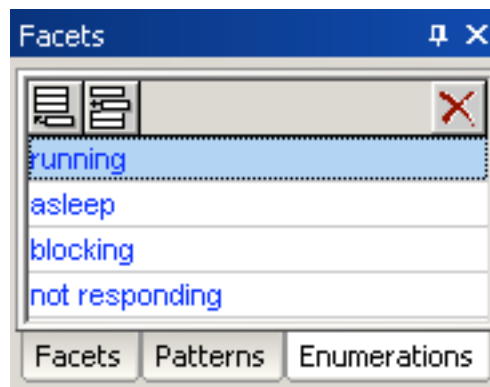 Facets
running
asleep
blocking
not responding
Facets Patterns Enumerations